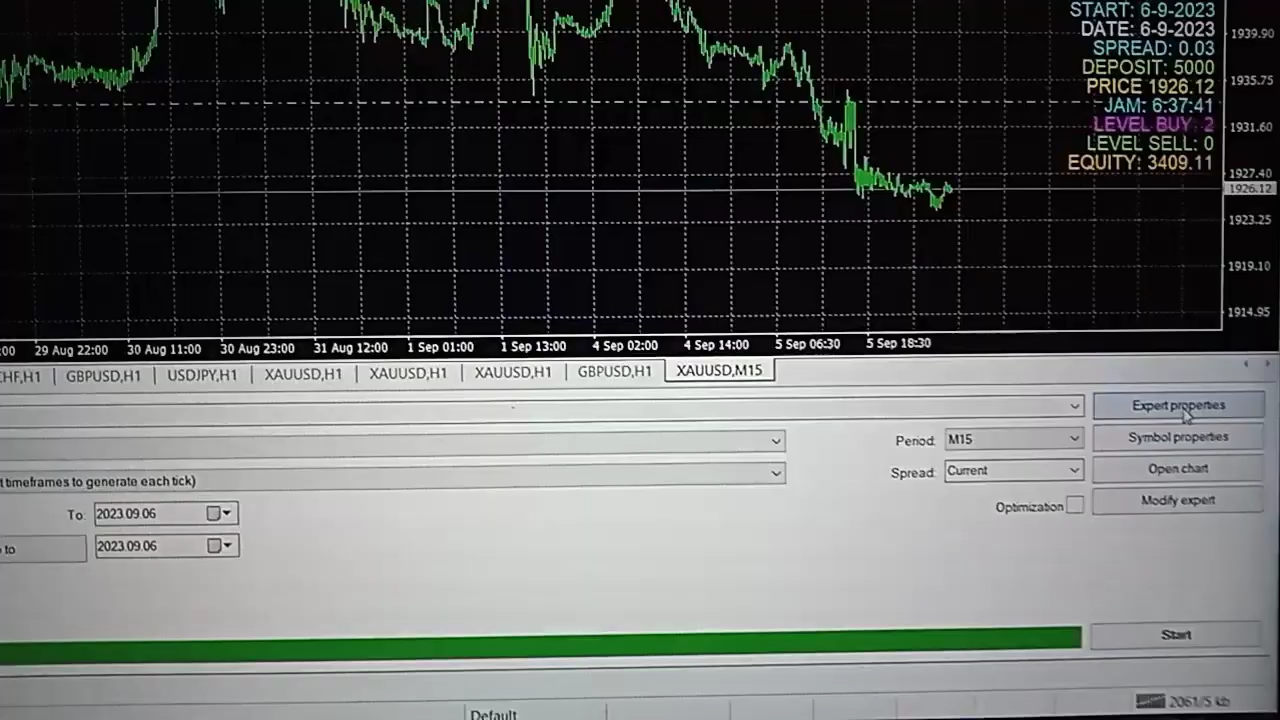 START: 6-9-2023
DATE: 6-9-2023
SPREAD: 0.03
DEPOSIT: 5000
PRICE 1926.12
JAM: 6:37:41
LEVEL BUY: 2
LEVEL SELL: 0
EQUITY: 3409.11
1939.90
1935.75
1931.60
1927.40
1926.12
1923.25
1919.10
1914.95
:00 29 Aug 22:00 30 Aug 11:00 30 Aug 23:00 31 Aug 12:00 1 Sep 01:00 1 Sep 13:00 4 Sep 02:00 4 Sep 14:00 5 Sep 06:30 5 Sep 18:30
CHF,H1 GBPUSD,H1 USDJPY,H1 XAUUSD,H1 XAUUSD,H1 XAUUSD,H1 GBPUSD,H1 XAUUSD,M15
Expert properties
Period: M15 Symbol properties
Spread: Current Open chart
t timeframes to generate each tick)
Optimization Modify expert
To: 2023.09.06
to 2023.09.06
Start
Default
2061/5 kb